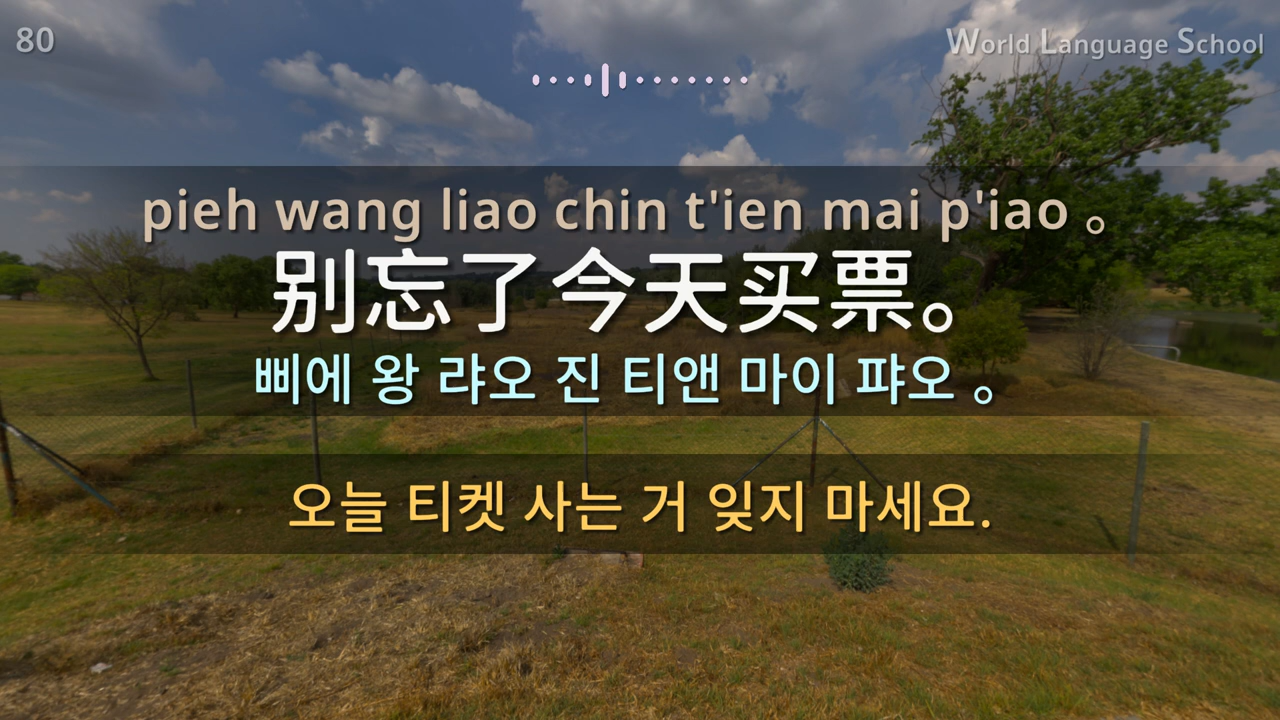 80
World Language School
pieh wang liao chin t'ien mai p'iao 。
别忘了今天买票。
삐에 왕 랴오 진 티앤 마이 퍄오 。
오늘 티켓 사는 거 잊지 마세요.